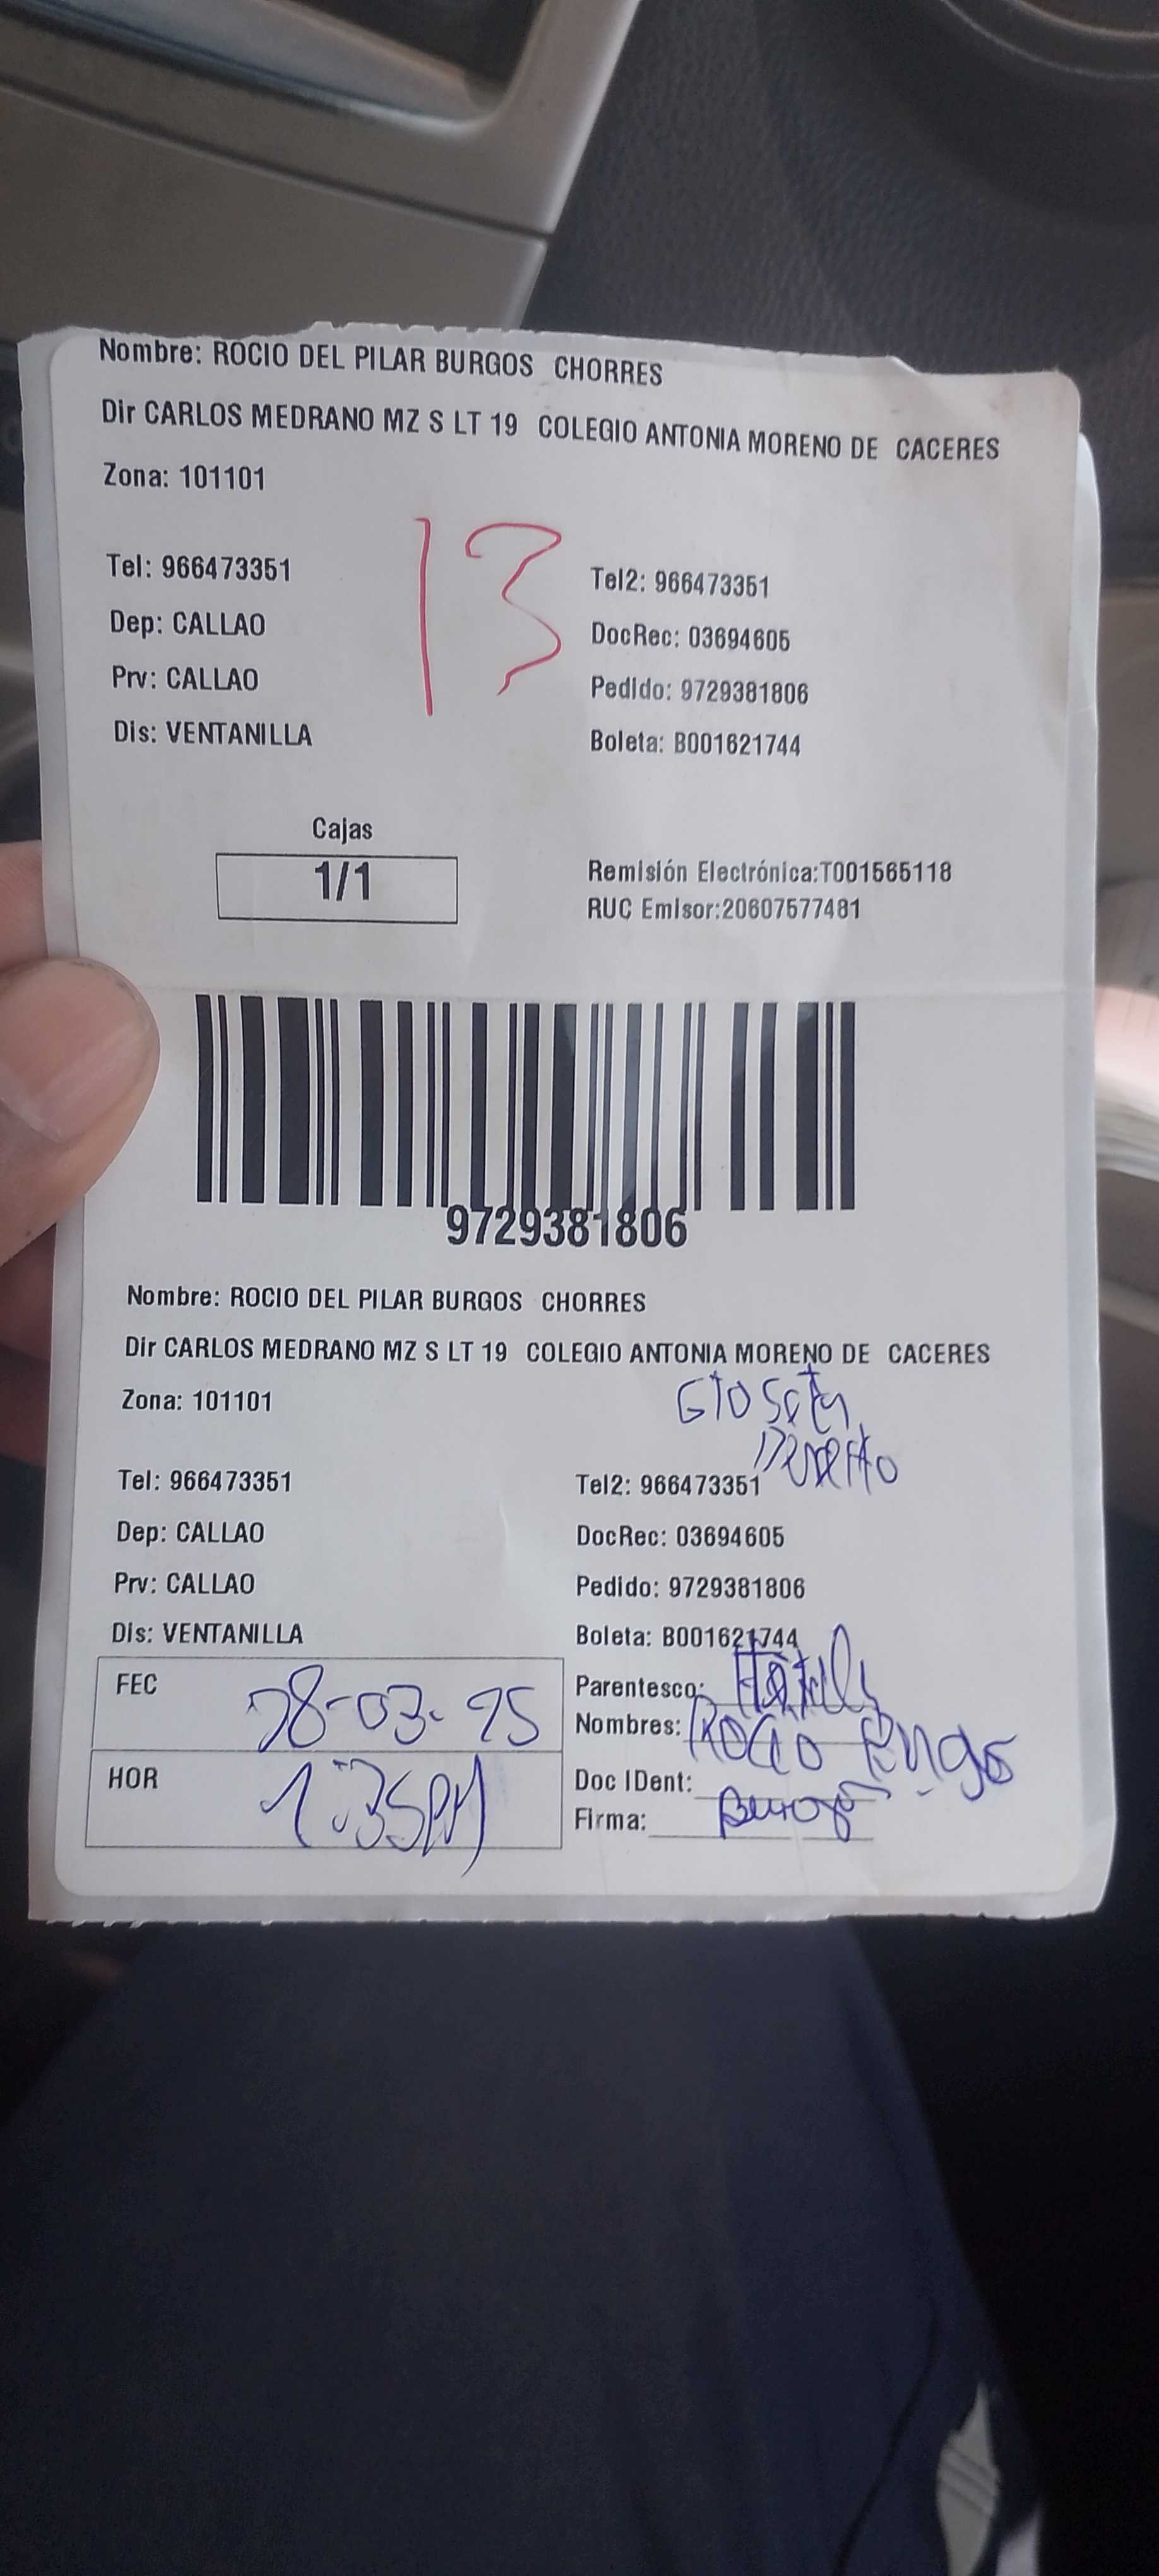 Nombre: ROCIO DEL PILAR BURGOS CHORRES
Dir CARLOS MEDRANO MZ S LT 19 COLEGIO ANTONIA MORENO DE CACERES
Zona: 101101
13
Tel: 966473351 Tel2: 966473351
Dep: CALLAO DocRec: 03694605
Prv: CALLAO Pedido: 9729381806
Dis: VENTANILLA Boleta: B001621744
Cajas
1/1
Remisión Electrónica:T001565118
RUC Emisor:20607577481
9729381806
Nombre: ROCIO DEL PILAR BURGOS CHORRES
Dir CARLOS MEDRANO MZ S LT 19 COLEGIO ANTONIA MORENO DE CACERES
Zona: 101101
Tel: 966473351 Tel2: 966473351
Dep: CALLAO DocRec: 03694605
Prv: CALLAO Pedido: 9729381806
Dis: VENTANILLA Boleta: B001621744
FEC
Parentesco:
Nombres: Rocio
HOR 1:35PM
Doc IDent:
Firma: